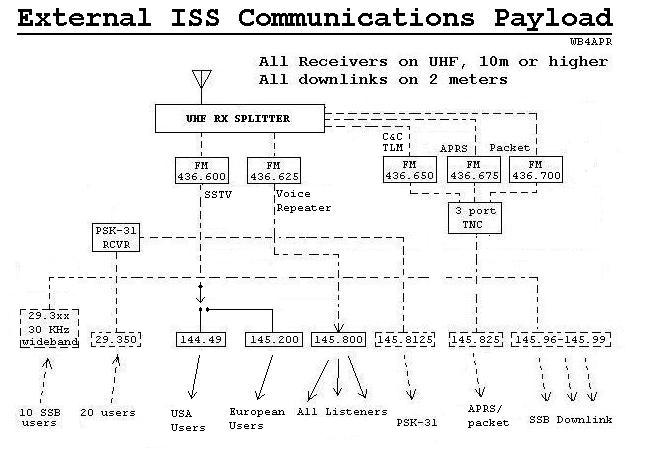 External ISS Communications Payload
WB4APR
All Receivers on UHF, 10m or higher
All downlinks on 2 meters
UHF RX SPLITTER
C&C
TLM
APRS
Packet
FM
436.600
FM
436.625
FM
436.650
FM
436.675
FM
436.700
SSTV
Voice
Repeater
3 port
TNC
PSK-31
RCVR
29.3xx
30 KHz
wideband
29.350
144.49
145.200
145.800
145.8125
145.825
145.96-145.99
10 SSB
users
20 users
USA
Users
European
Users
All Listeners
PSK-31
APRS/
packet
SSB Downlink